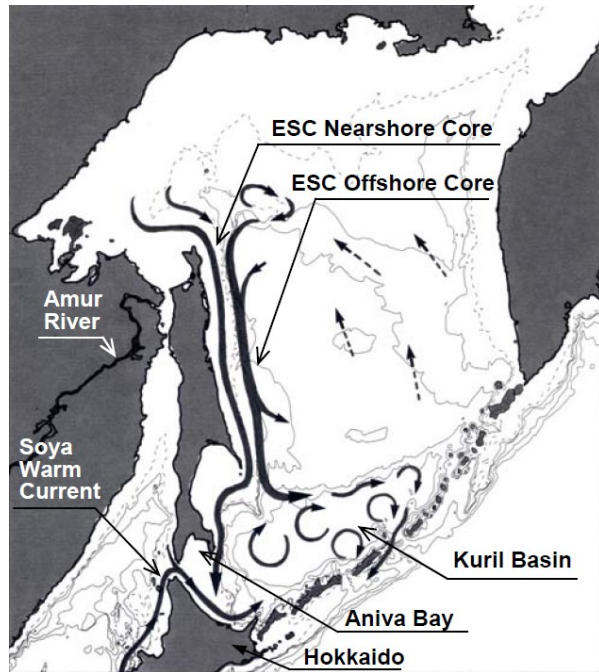 ESC Nearshore Core
ESC Offshore Core
Amur
River
Soya
Warm
Current
Kuril Basin
Aniva Bay
Hokkaido